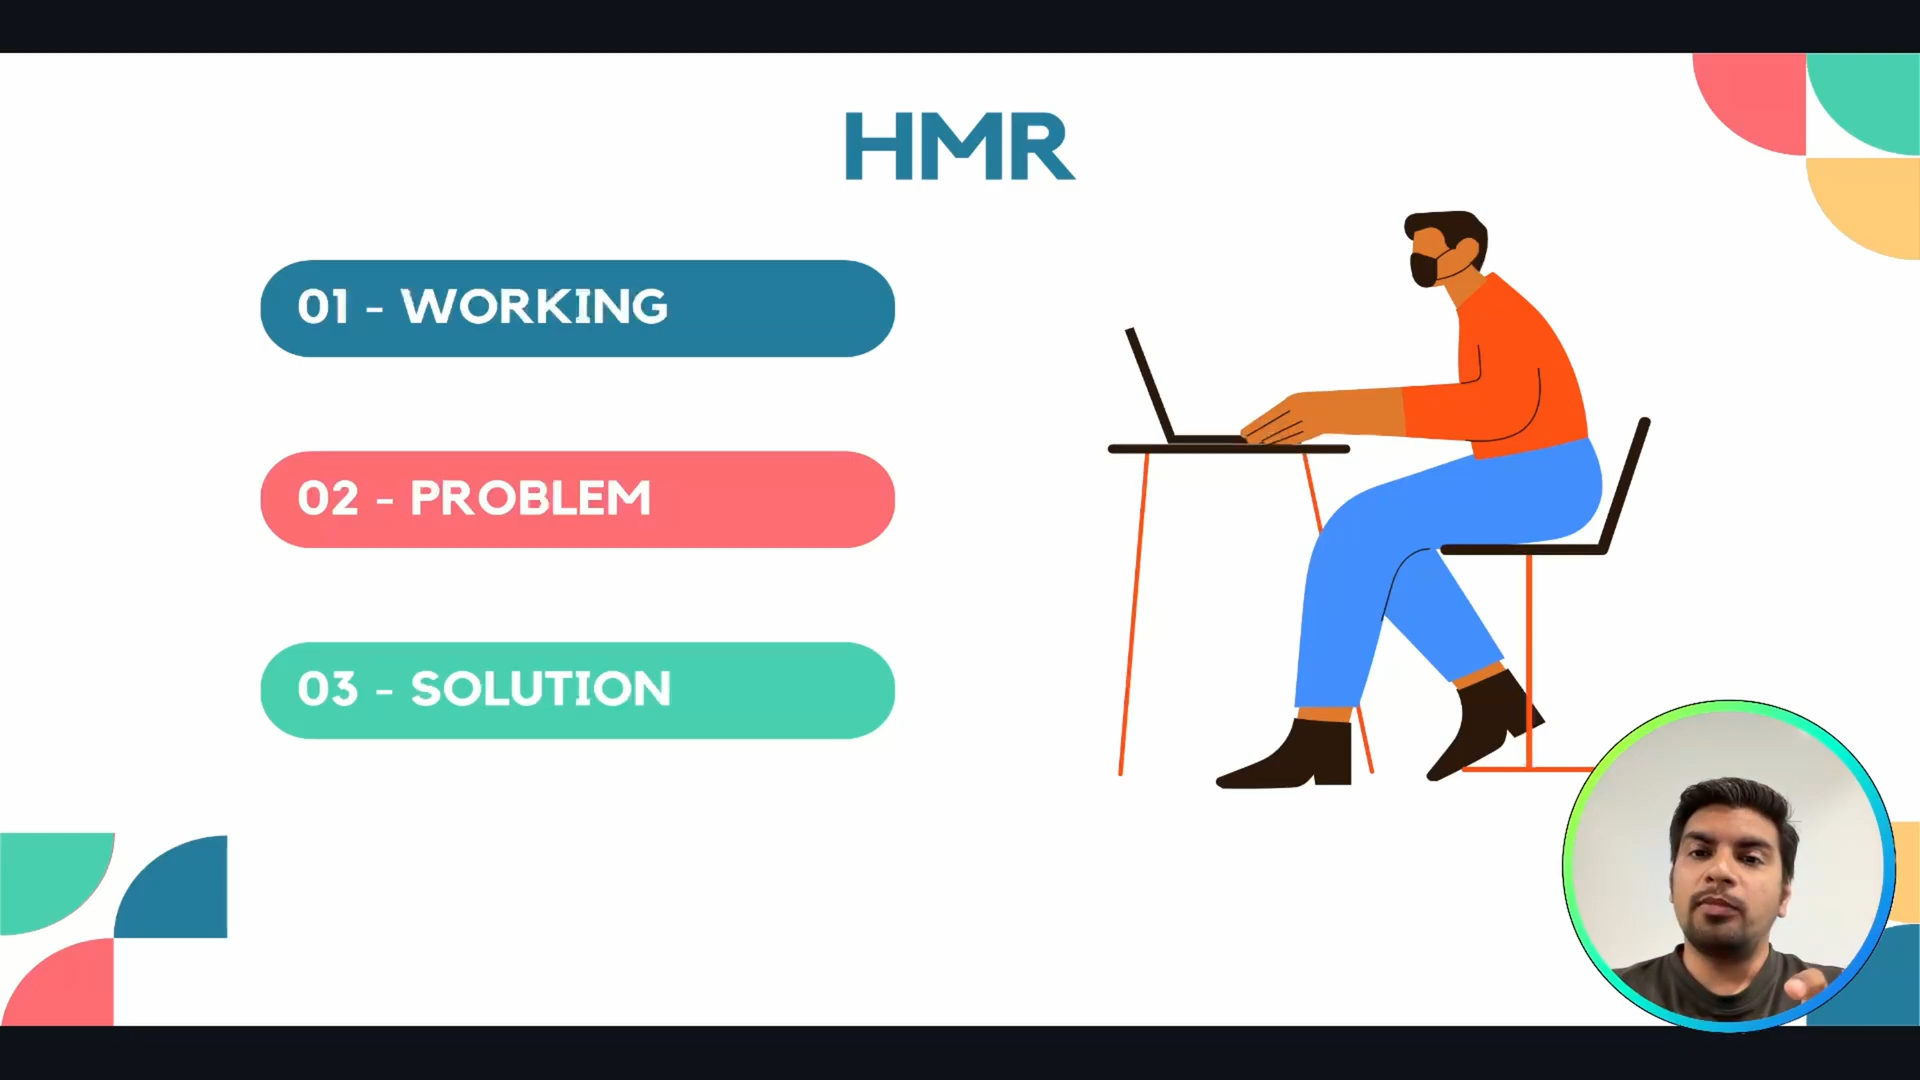 HMR
01 - WORKING
02 - PROBLEM
03 - SOLUTION